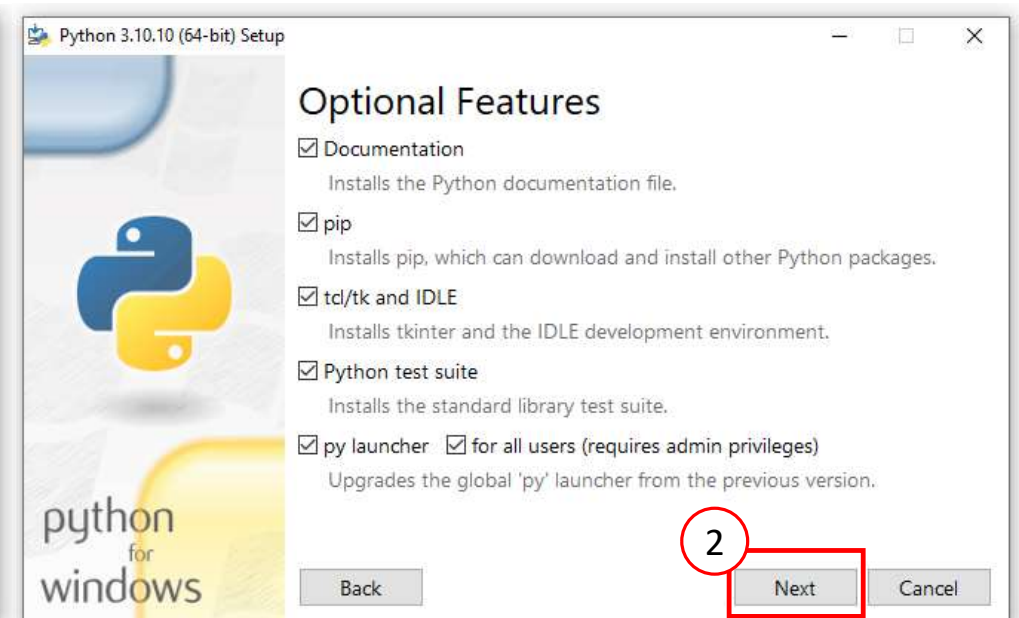 Python 3.10.10 (64-bit) Setup
Optional Features
Documentation
Installs the Python documentation file.
pip
Installs pip, which can download and install other Python packages.
tcl/tk and IDLE
Installs tkinter and the IDLE development environment.
Python test suite
Installs the standard library test suite.
py launcher for all users (requires admin privileges)
Upgrades the global 'py' launcher from the previous version.
python
for
windows
2
Back Next Cancel